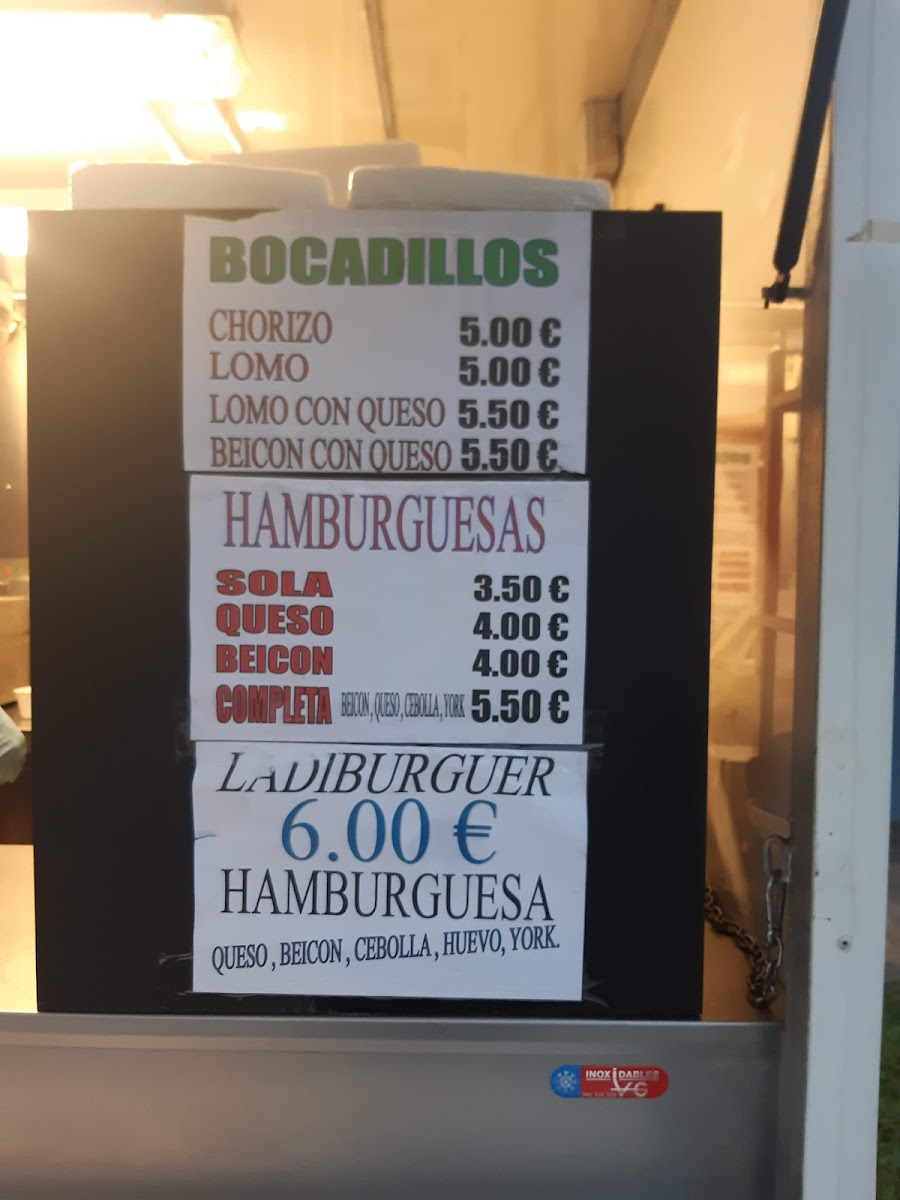 BOCADILLOS
CHORIZO 5.00 €
LOMO 5.00 €
LOMO CON QUESO 5.50 €
BEICON CON QUESO 5.50 €
HAMBURGUESAS
SOLA 3.50 €
QUESO 4.00 €
BEICON 4.00 €
COMPLETA BEICON, QUESO, CEBOLLA, YORK 5.50 €
LADIBURGUER
6.00 €
HAMBURGUESA
QUESO, BEICON, CEBOLLA, HUEVO, YORK.
INOXIDABLES
VG